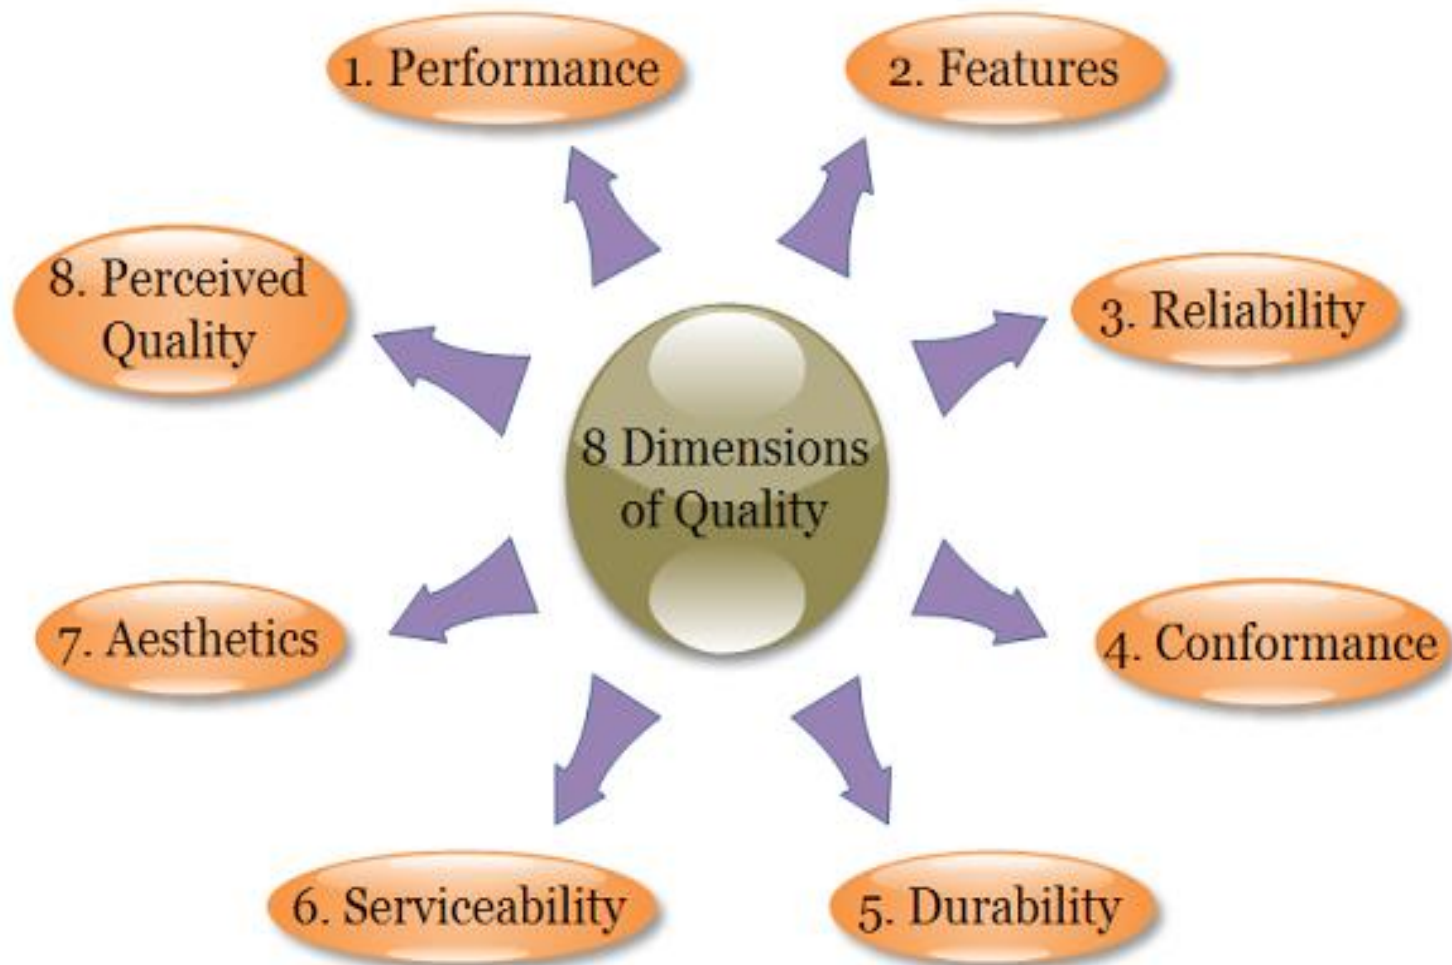 8 Dimensions
of Quality
1. Performance
2. Features
3. Reliability
4. Conformance
5. Durability
6. Serviceability
7. Aesthetics
8. Perceived
Quality